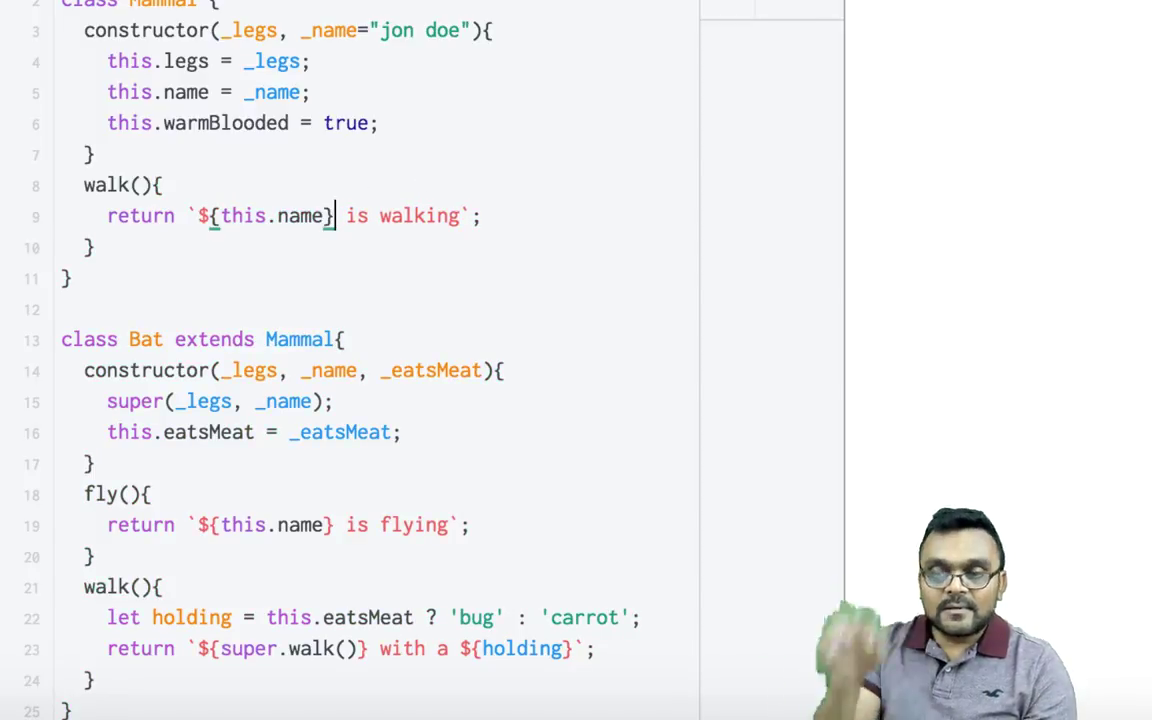 2 class Mammal {
3 constructor(_legs, _name="jon doe"){
4 this.legs = _legs;
5 this.name = _name;
6 this.warmBlooded = true;
7 }
8 walk(){
9 return `${this.name} is walking`;
10 }
11 }
12
13 class Bat extends Mammal{
14 constructor(_legs, _name, _eatsMeat){
15 super(_legs, _name);
16 this.eatsMeat = _eatsMeat;
17 }
18 fly(){
19 return `${this.name} is flying`;
20 }
21 walk(){
22 let holding = this.eatsMeat ? 'bug' : 'carrot';
23 return `${super.walk()} with a ${holding}`;
24 }
25 }